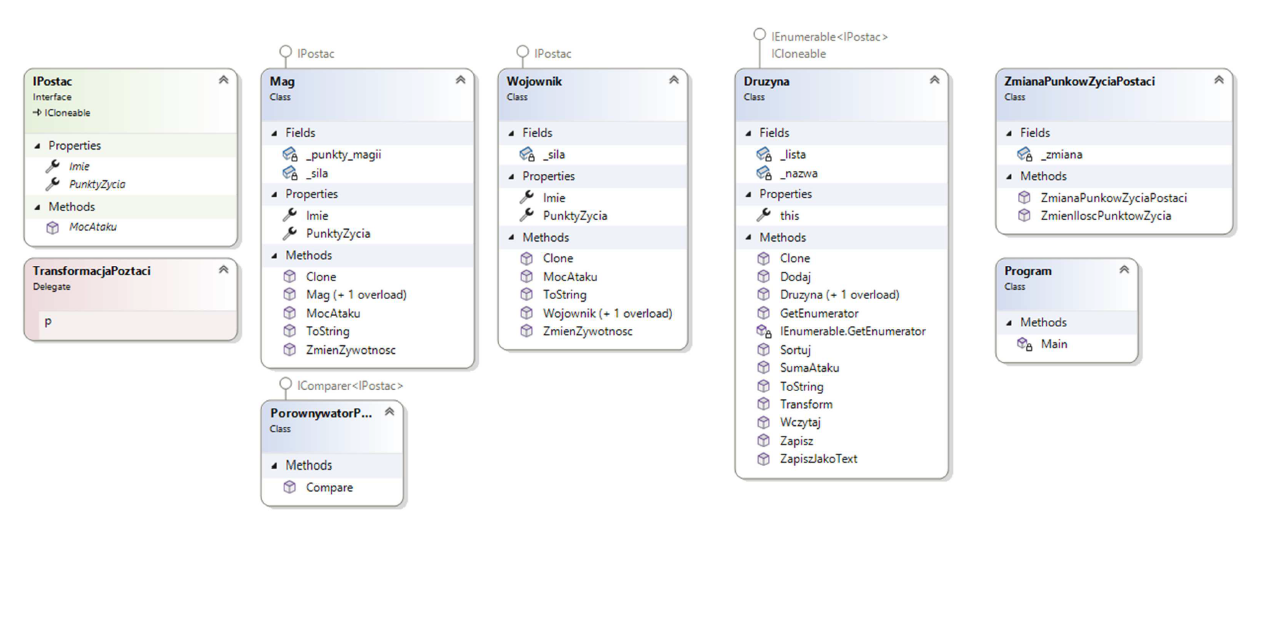 IPostac
Interface
ICloneable
Properties
Imie
PunktyZycia
Methods
MocAtaku
TransformacjaPoztaci
Delegate
p
IPostac
Mag
Class
Fields
_punkty_magii
_sila
Properties
Imie
PunktyZycia
Methods
Clone
Mag (+ 1 overload)
MocAtaku
ToString
ZmienZywotnosc
IComparer<IPostac>
PorownywatorP...
Class
Methods
Compare
IPostac
Wojownik
Class
Fields
_sila
Properties
Imie
PunktyZycia
Methods
Clone
MocAtaku
ToString
Wojownik (+ 1 overload)
ZmienZywotnosc
IEnumerable<IPostac>
ICloneable
Druzyna
Class
Fields
_lista
_nazwa
Properties
this
Methods
Clone
Dodaj
Druzyna (+ 1 overload)
GetEnumerator
IEnumerable.GetEnumerator
Sortuj
SumaAtaku
ToString
Transform
Wczytaj
Zapisz
ZapiszJakoText
ZmianaPunkowZyciaPostaci
Class
Fields
_zmiana
Methods
ZmianaPunkowZyciaPostaci
ZmienIloscPunktowZycia
Program
Class
Methods
Main